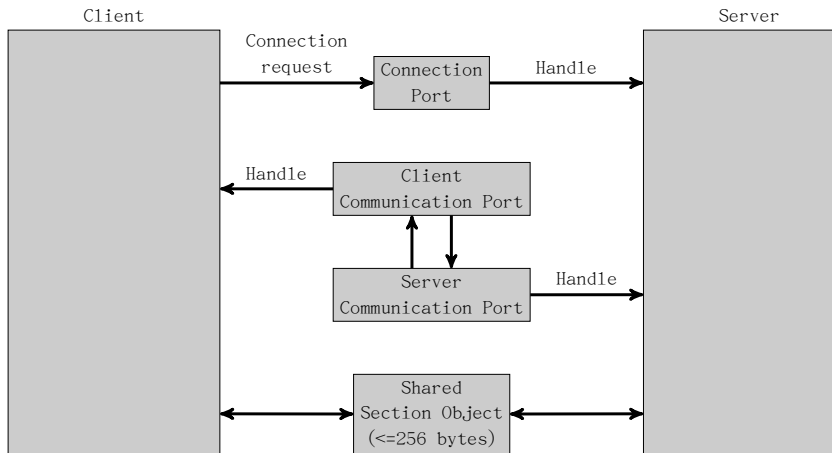 Client
Server
Connection
request
Connection
Port
Handle
Handle
Client
Communication Port
Server
Communication Port
Handle
Shared
Section Object
(<=256 bytes)